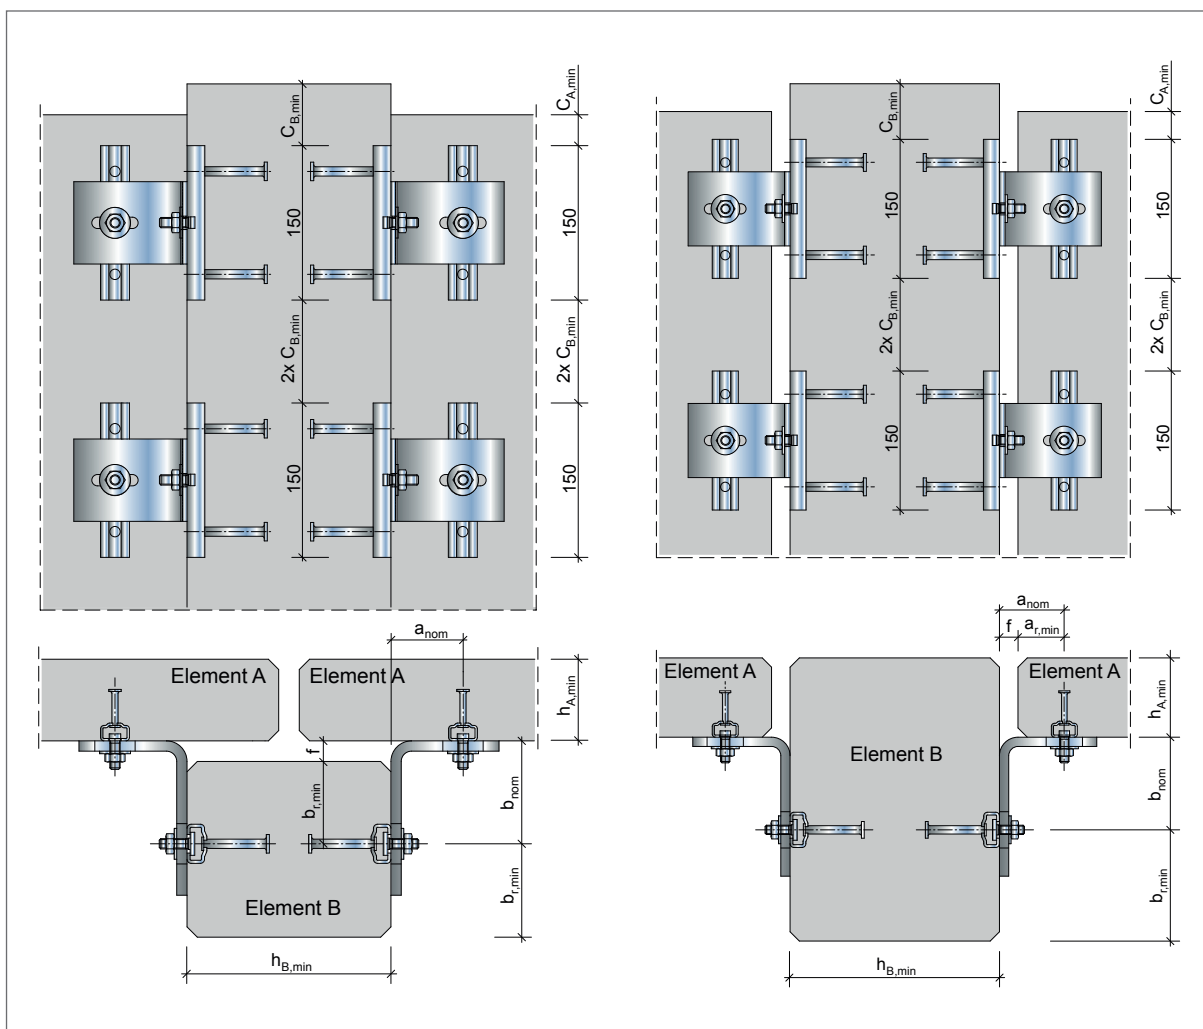 C_B,min
C_A,min
150
150
2x C_B,min
2x C_B,min
150
150
C_B,min
C_A,min
150
150
2x C_B,min
2x C_B,min
150
150
a_nom
Element A
Element A
h_A,min
f
b_r,min
b_nom
Element B
b_r,min
h_B,min
a_nom
f a_r,min
Element A
Element A
h_A,min
Element B
b_nom
b_r,min
h_B,min